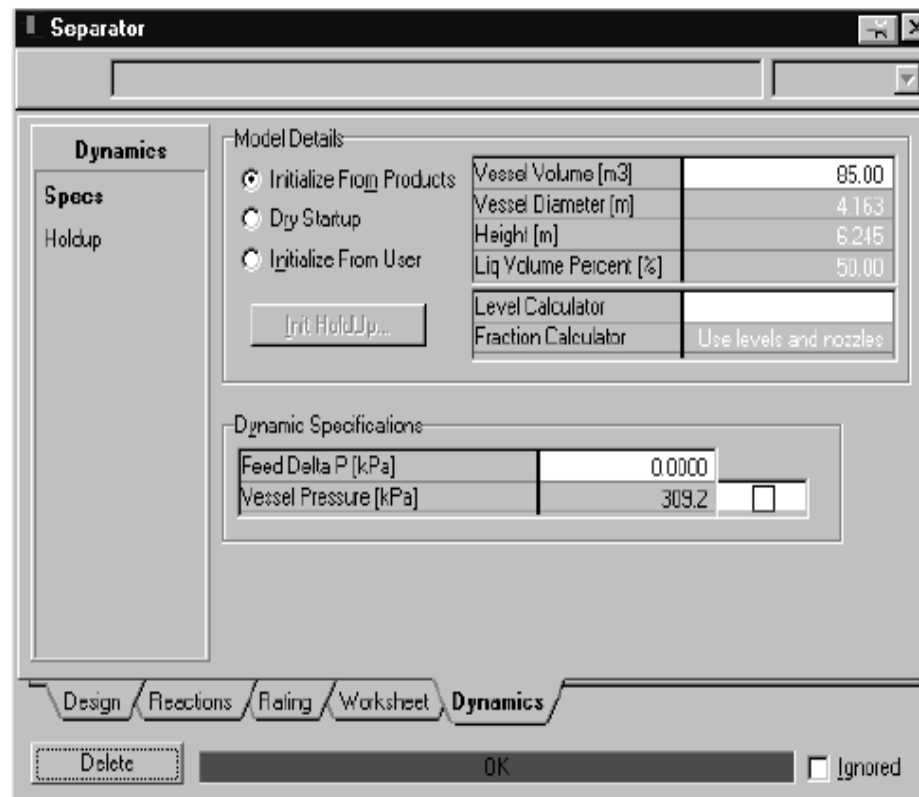 Separator
Dynamics
Specs
Holdup
Model Details
Initialize From Products
Dry Startup
Initialize From User
Init HoldUp...
Vessel Volume [m3] 85.00
Vessel Diameter [m] 4.163
Height [m] 6.245
Liq Volume Percent [%] 50.00
Level Calculator
Fraction Calculator Use levels and nozzles
Dynamic Specifications
Feed Delta P [kPa] 0.0000
Vessel Pressure [kPa] 309.2
Design Reactions Rating Worksheet Dynamics
Delete OK Ignored